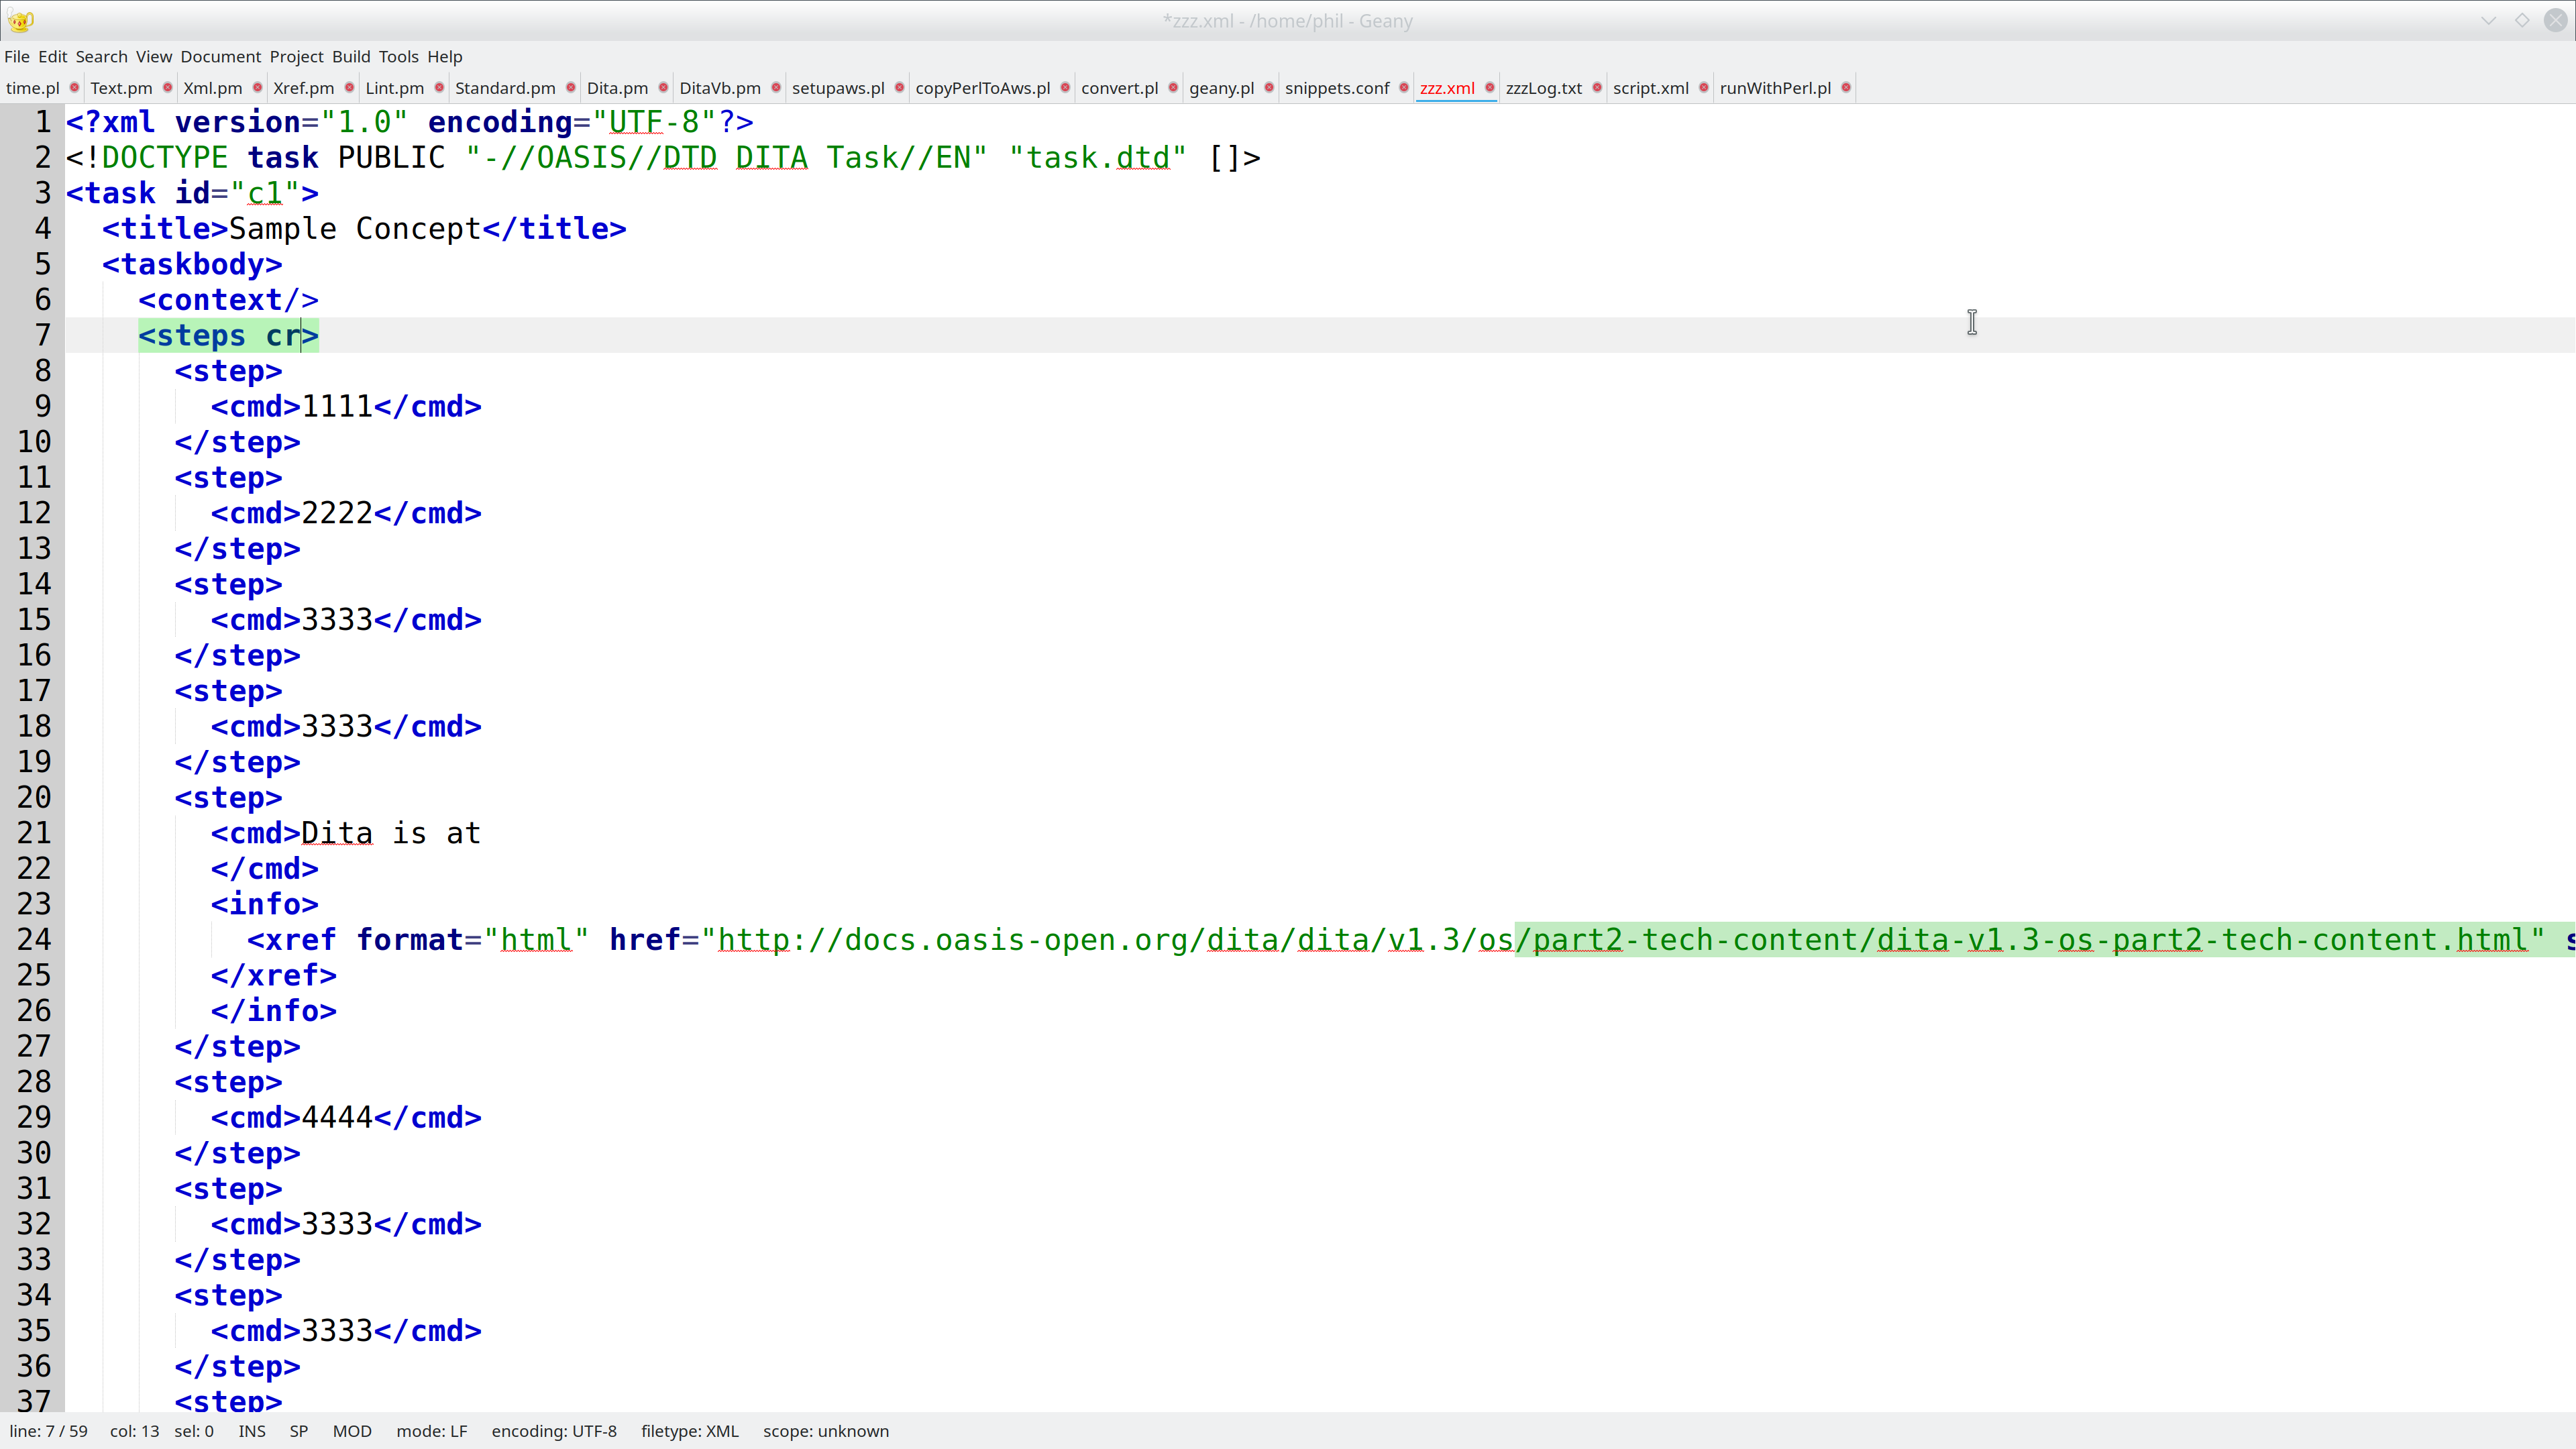 *zzz.xml - /home/phil - Geany
File Edit Search View Document Project Build Tools Help
time.pl Text.pm Xml.pm Xref.pm Lint.pm Standard.pm Dita.pm DitaVb.pm setupaws.pl copyPerlToAws.pl convert.pl geany.pl snippets.conf zzz.xml zzzLog.txt script.xml runWithPerl.pl
1 <?xml version="1.0" encoding="UTF-8"?>
2 <!DOCTYPE task PUBLIC "-//OASIS//DTD DITA Task//EN" "task.dtd" []>
3 <task id="c1">
4 <title>Sample Concept</title>
5 <taskbody>
6 <context/>
7 <steps cr>
8 <step>
9 <cmd>1111</cmd>
10 </step>
11 <step>
12 <cmd>2222</cmd>
13 </step>
14 <step>
15 <cmd>3333</cmd>
16 </step>
17 <step>
18 <cmd>3333</cmd>
19 </step>
20 <step>
21 <cmd>Dita is at
22 </cmd>
23 <info>
24 <xref format="html" href="http://docs.oasis-open.org/dita/dita/v1.3/os/part2-tech-content/dita-v1.3-os-part2-tech-content.html" s
25 </xref>
26 </info>
27 </step>
28 <step>
29 <cmd>4444</cmd>
30 </step>
31 <step>
32 <cmd>3333</cmd>
33 </step>
34 <step>
35 <cmd>3333</cmd>
36 </step>
37 <step>
line: 7 / 59 col: 13 sel: 0 INS SP MOD mode: LF encoding: UTF-8 filetype: XML scope: unknown